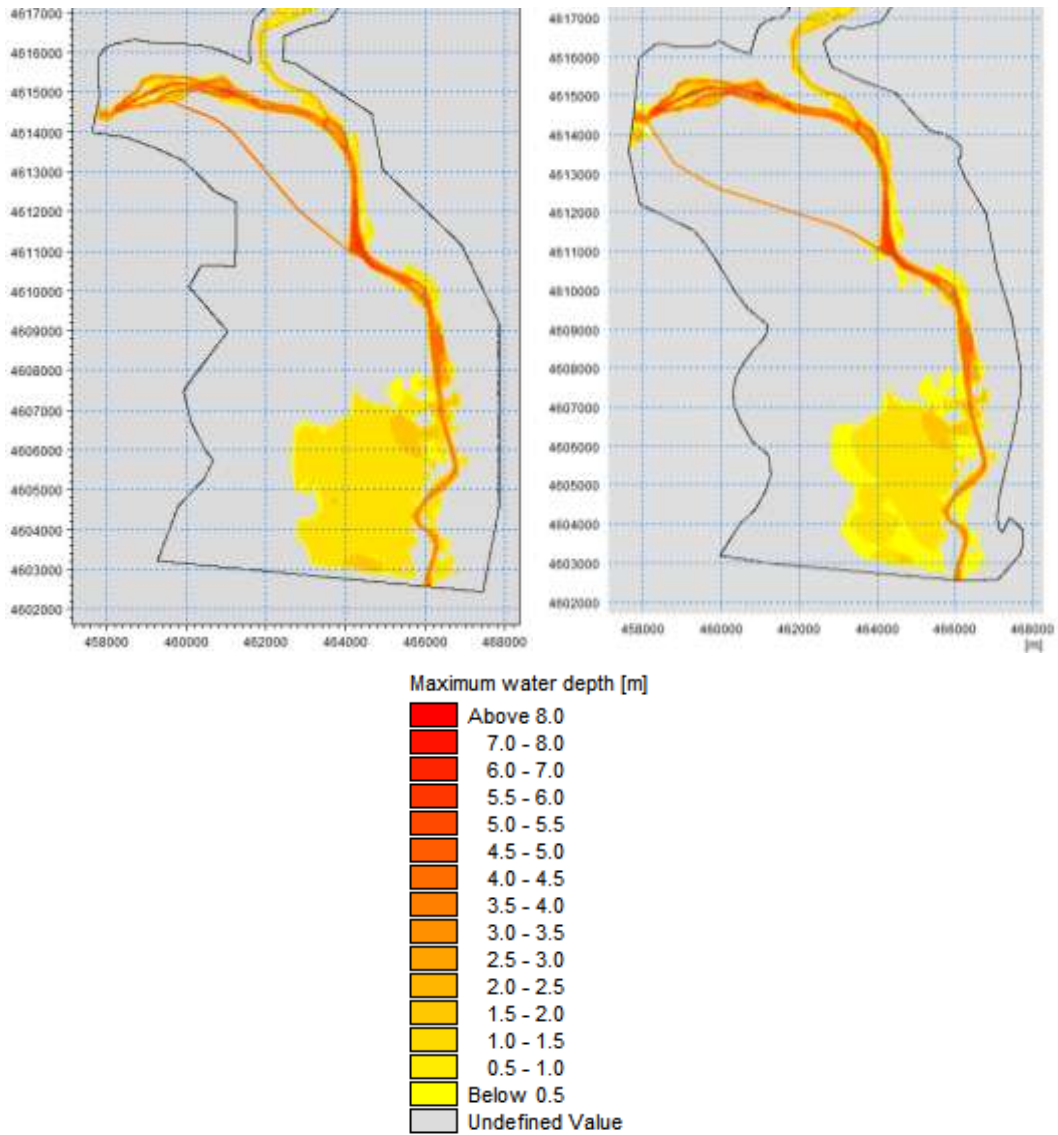 4617000
4616000
4615000
4614000
4613000
4612000
4611000
4610000
4609000
4608000
4607000
4606000
4605000
4604000
4603000
4602000
458000 460000 462000 464000 466000 468000
4617000
4616000
4615000
4614000
4613000
4612000
4611000
4610000
4609000
4608000
4607000
4606000
4605000
4604000
4603000
4602000
458000 460000 462000 464000 466000 468000
[m]
Maximum water depth [m]
Above 8.0
7.0 - 8.0
6.0 - 7.0
5.5 - 6.0
5.0 - 5.5
4.5 - 5.0
4.0 - 4.5
3.5 - 4.0
3.0 - 3.5
2.5 - 3.0
2.0 - 2.5
1.5 - 2.0
1.0 - 1.5
0.5 - 1.0
Below 0.5
Undefined Value